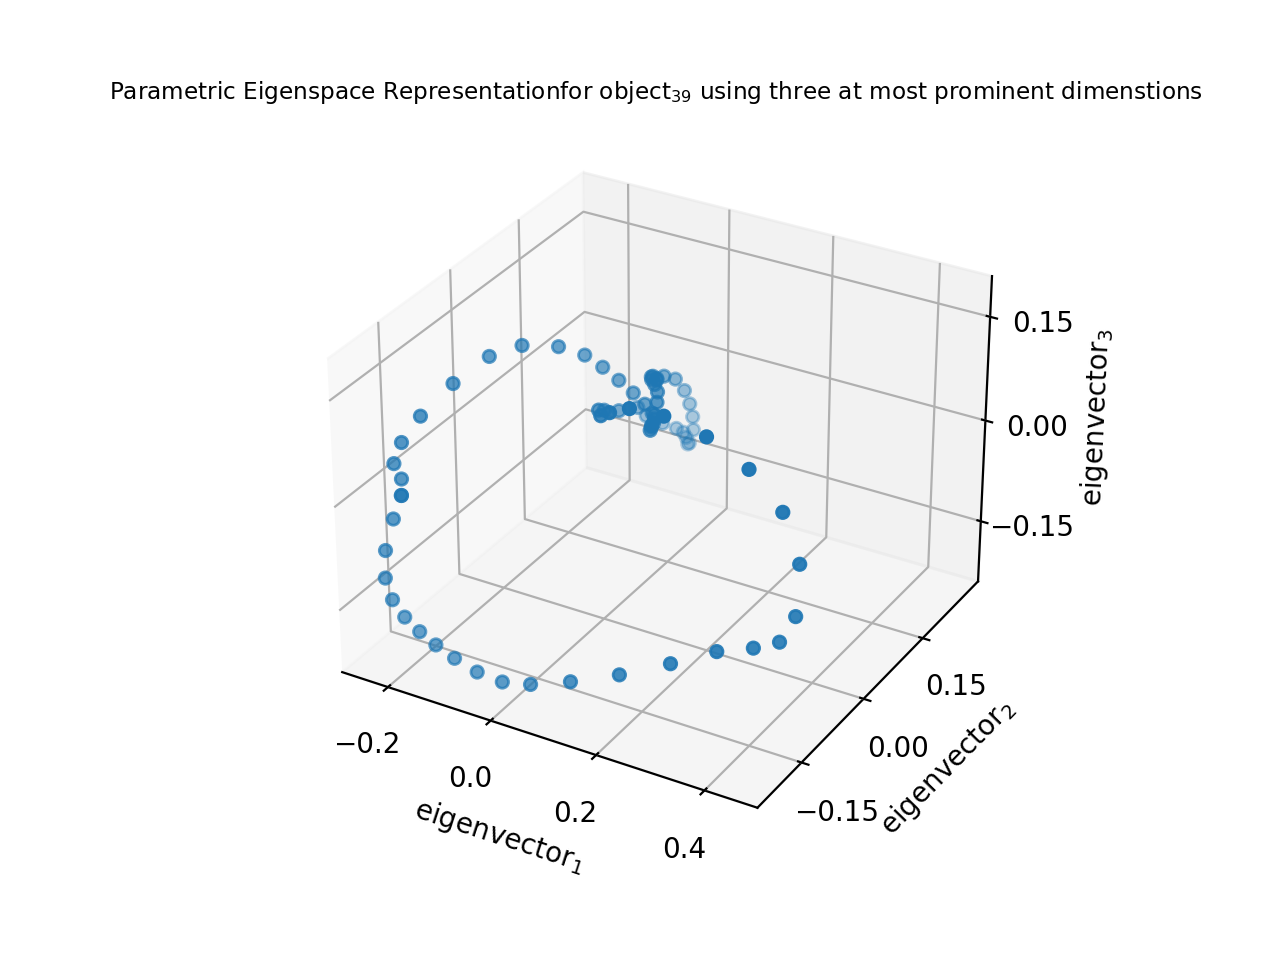 Parametric Eigenspace Representationfor object₃₉ using three at most prominent dimenstions
0.15
0.00
−0.15
eigenvector₃
0.15
0.00
−0.15
eigenvector₂
−0.2
0.0
0.2
0.4
eigenvector₁